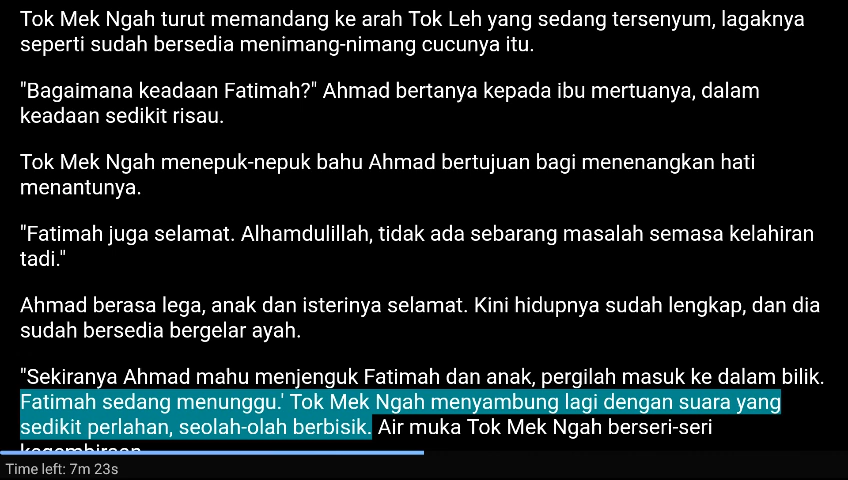 Tok Mek Ngah turut memandang ke arah Tok Leh yang sedang tersenyum, lagaknya
seperti sudah bersedia menimang-nimang cucunya itu.
"Bagaimana keadaan Fatimah?" Ahmad bertanya kepada ibu mertuanya, dalam
keadaan sedikit risau.
Tok Mek Ngah menepuk-nepuk bahu Ahmad bertujuan bagi menenangkan hati
menantunya.
"Fatimah juga selamat. Alhamdulillah, tidak ada sebarang masalah semasa kelahiran
tadi."
Ahmad berasa lega, anak dan isterinya selamat. Kini hidupnya sudah lengkap, dan dia
sudah bersedia bergelar ayah.
"Sekiranya Ahmad mahu menjenguk Fatimah dan anak, pergilah masuk ke dalam bilik.
Fatimah sedang menunggu.' Tok Mek Ngah menyambung lagi dengan suara yang
sedikit perlahan, seolah-olah berbisik. Air muka Tok Mek Ngah berseri-seri
Time left: 7m 23s